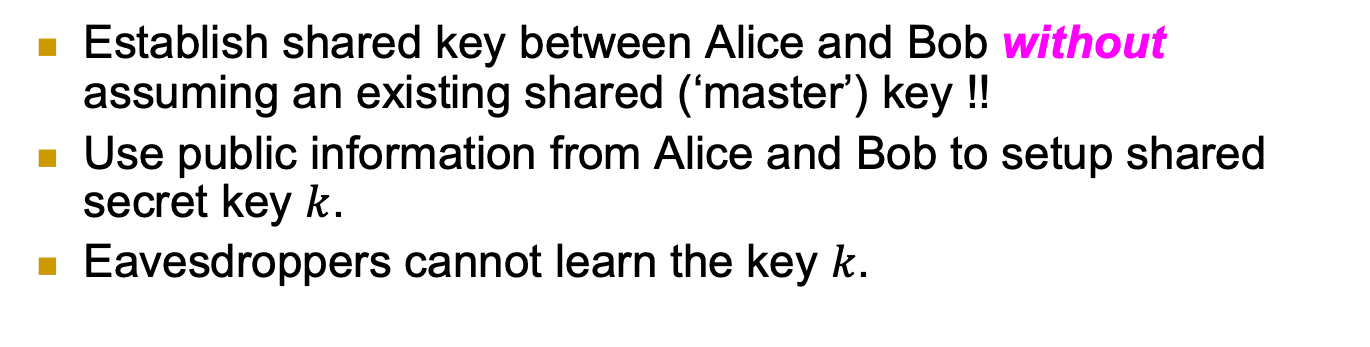 Establish shared key between Alice and Bob without
assuming an existing shared (‘master’) key !!
Use public information from Alice and Bob to setup shared
secret key k.
Eavesdroppers cannot learn the key k.